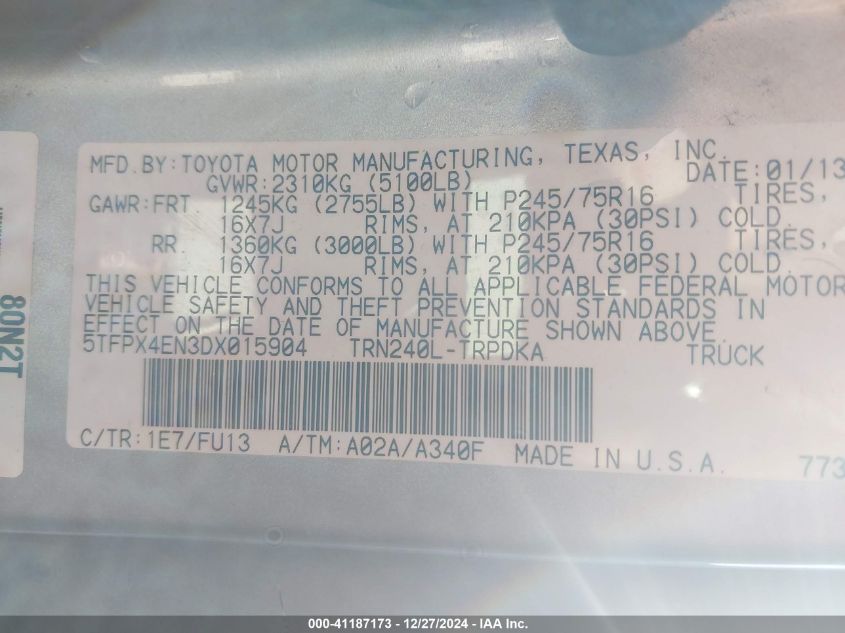 MFD.BY:TOYOTA MOTOR MANUFACTURING, TEXAS, INC.
DATE:01/13
GVWR:2310KG (5100LB)
GAWR:FRT 1245KG (2755LB) WITH P245/75R16 TIRES,
16X7J RIMS, AT 210KPA (30PSI) COLD.
RR 1360KG (3000LB) WITH P245/75R16 TIRES,
16X7J RIMS, AT 210KPA (30PSI) COLD.
THIS VEHICLE CONFORMS TO ALL APPLICABLE FEDERAL MOTOR
VEHICLE SAFETY AND THEFT PREVENTION STANDARDS IN
EFFECT ON THE DATE OF MANUFACTURE SHOWN ABOVE.
5TFPX4EN3DX015904 TRN240L-TRPDKA TRUCK
C/TR:1E7/FU13 A/TM:A02A/A340F MADE IN U.S.A. 773
80N2T
000-41187173 - 12/27/2024 - IAA Inc.